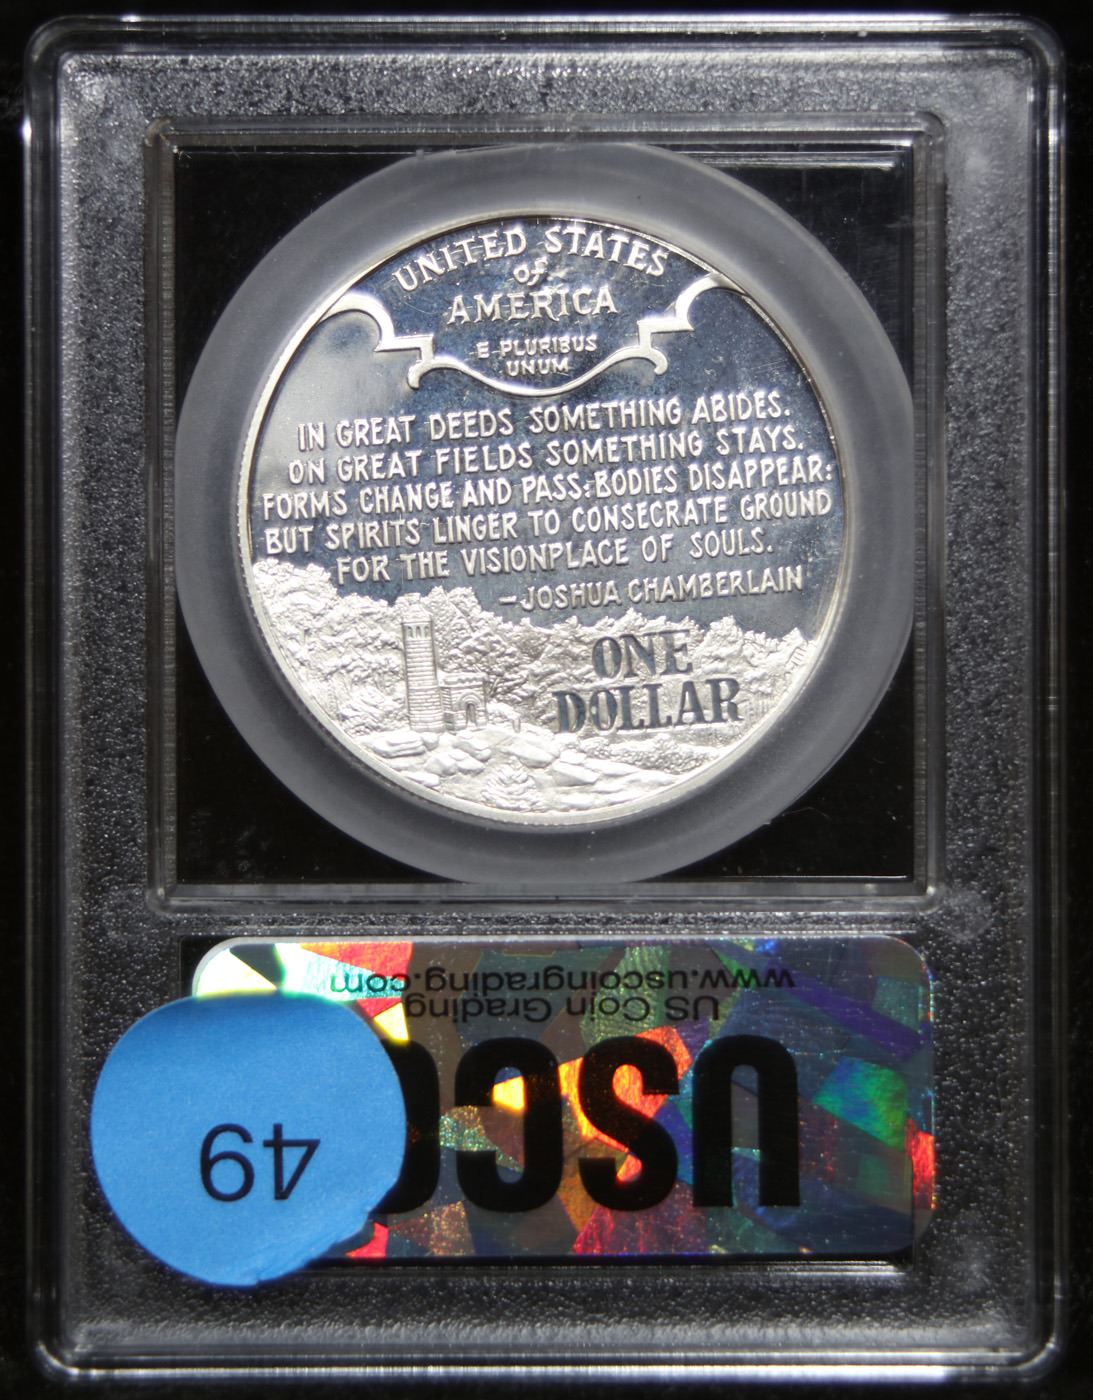 UNITED STATES
OF
AMERICA
E PLURIBUS
UNUM
IN GREAT DEEDS SOMETHING ABIDES.
ON GREAT FIELDS SOMETHING STAYS.
FORMS CHANGE AND PASS; BODIES DISAPPEAR;
BUT SPIRITS LINGER TO CONSECRATE GROUND
FOR THE VISIONPLACE OF SOULS.
-JOSHUA CHAMBERLAIN
ONE
DOLLAR
www.uscoingrading.com
US Coin Grading
USCG
49